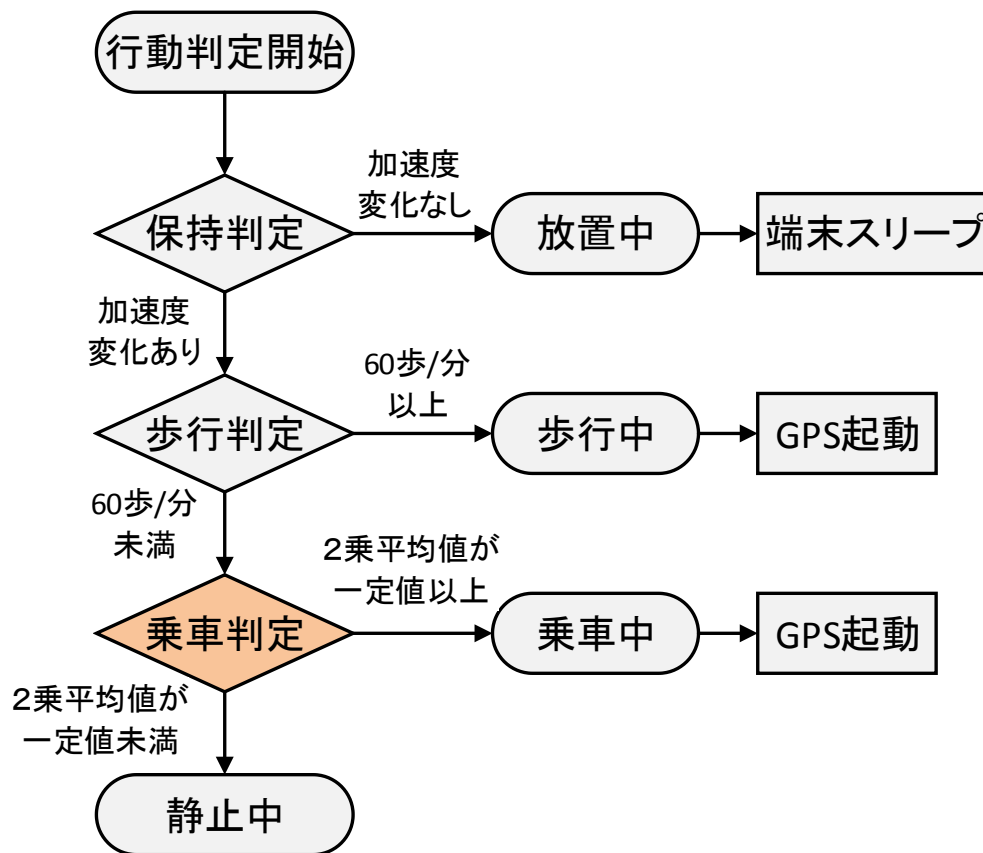 行動判定開始
加速度
変化なし
保持判定
放置中
端末スリープ
加速度
変化あり
60歩/分
以上
歩行判定
歩行中
GPS起動
60歩/分
未満
2乗平均値が
一定値以上
乗車判定
乗車中
GPS起動
2乗平均値が
一定値未満
静止中